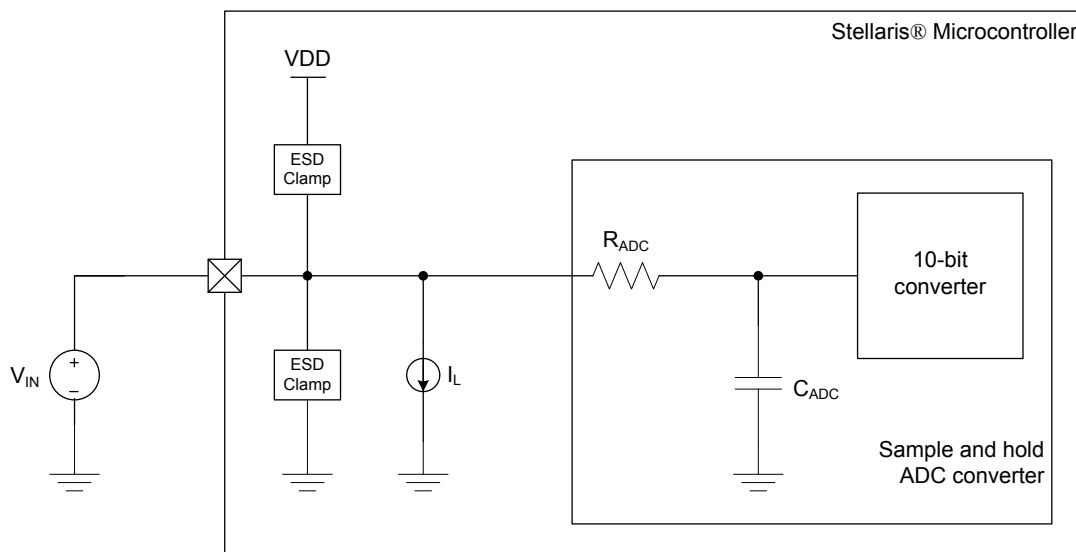 Stellaris® Microcontroller
VDD
ESD
Clamp
R_ADC
10-bit
converter
V_IN
+
–
ESD
Clamp
I_L
C_ADC
Sample and hold
ADC converter